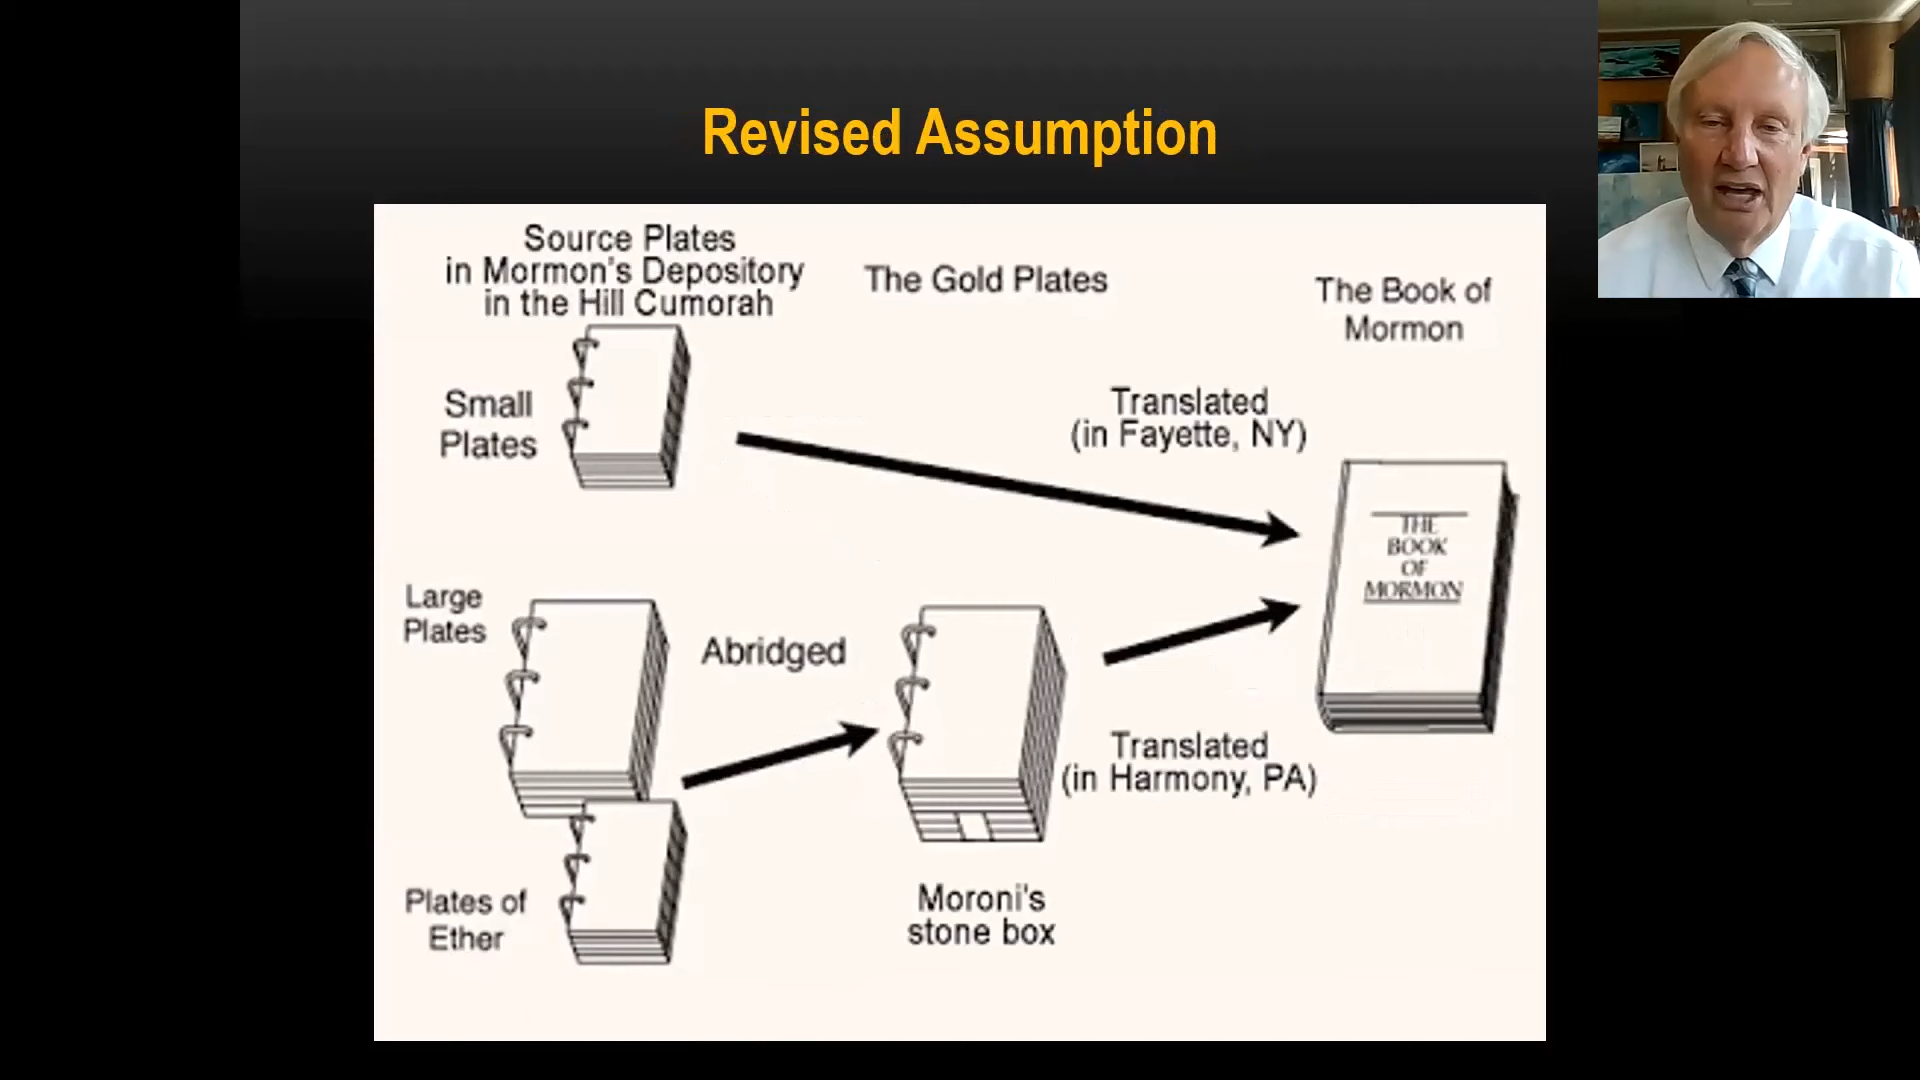 Revised Assumption
Source Plates
in Mormon's Depository
in the Hill Cumorah
The Gold Plates
The Book of
Mormon
Small
Plates
Translated
(in Fayette, NY)
THE
BOOK
OF
MORMON
Large
Plates
Abridged
Translated
(in Harmony, PA)
Plates of
Ether
Moroni's
stone box